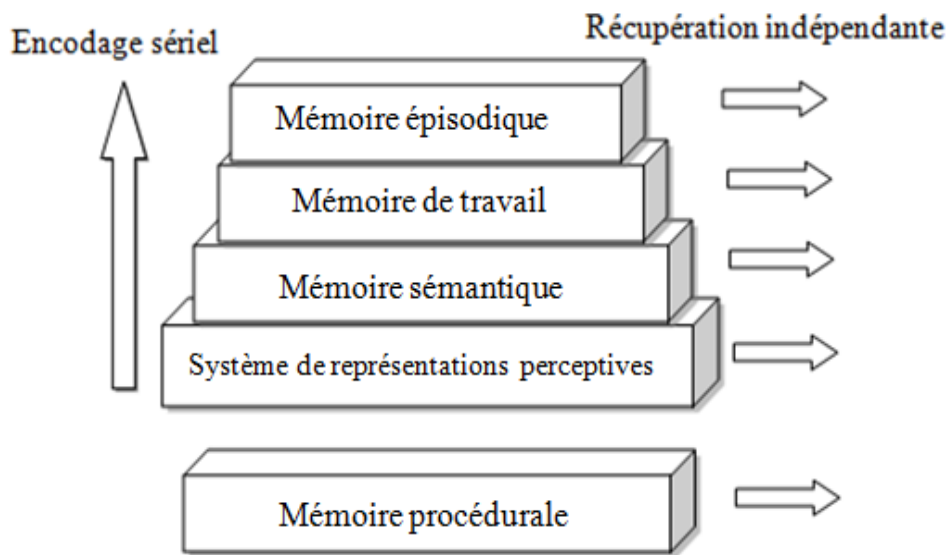 Encodage sériel
Récupération indépendante
Mémoire épisodique
Mémoire de travail
Mémoire sémantique
Système de représentations perceptives
Mémoire procédurale